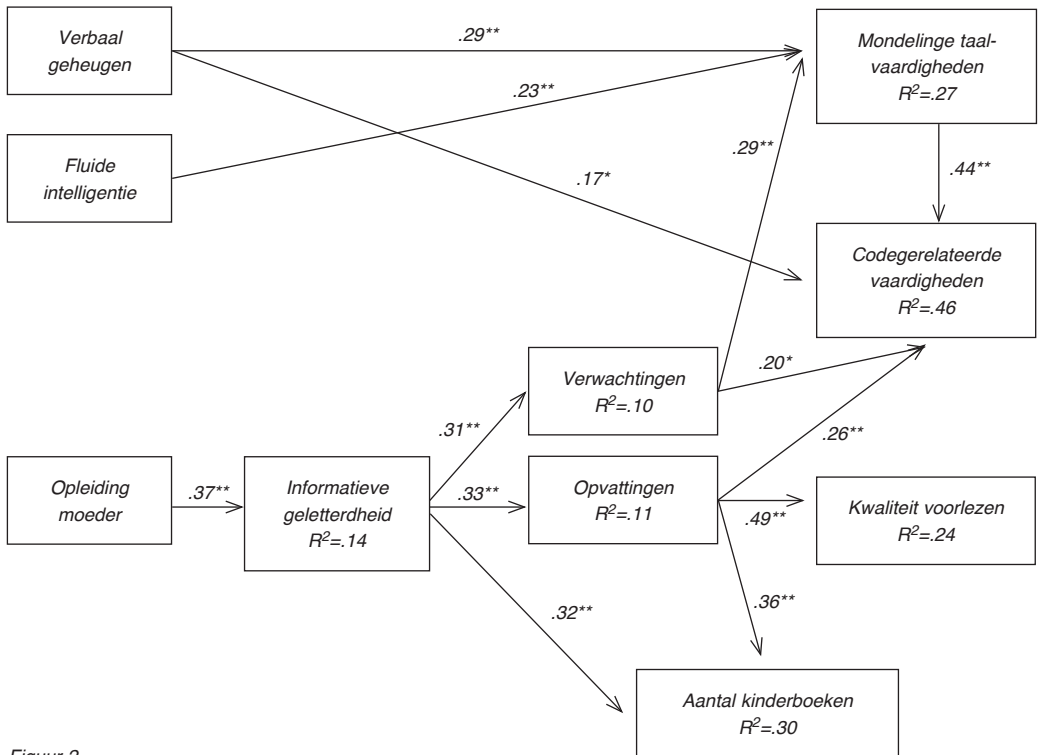 Verbaal
geheugen
.29**
Mondelinge taal-
vaardigheden
R²=.27
.23**
Fluide
intelligentie
.29**
.17*
.44**
Codegerelateerde
vaardigheden
R²=.46
Verwachtingen
R²=.10
.20*
.31**
.26**
Opleiding
moeder
.37**
Informatieve
geletterdheid
R²=.14
.33**
Opvattingen
R²=.11
.49**
Kwaliteit voorlezen
R²=.24
.32**
.36**
Aantal kinderboeken
R²=.30